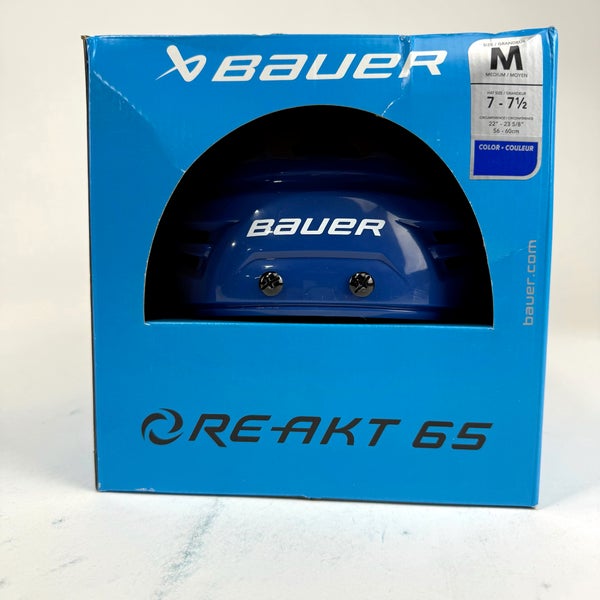 BAUER
SIZE / GRANDEUR
M
MEDIUM / MOYEN
HAT SIZE / GRANDEUR
7 - 7½
CIRCUMFERENCE / CIRCONFÉRENCE
22" - 23 5/8"
56 - 60cm
COLOR • COULEUR
BAUER
bauer.com
RE-AKT 65